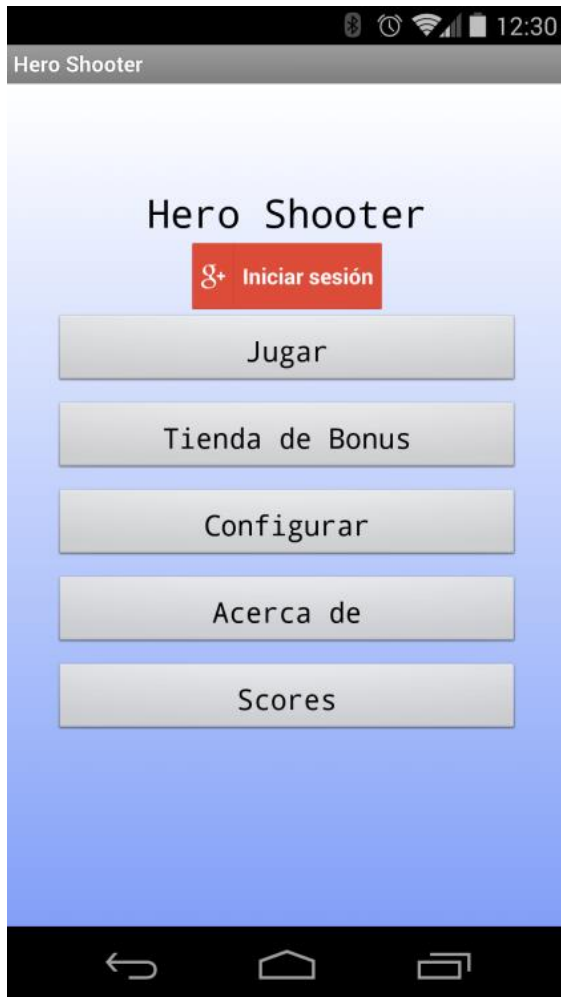 12:30
Hero Shooter
Hero Shooter
g+ Iniciar sesión
Jugar
Tienda de Bonus
Configurar
Acerca de
Scores